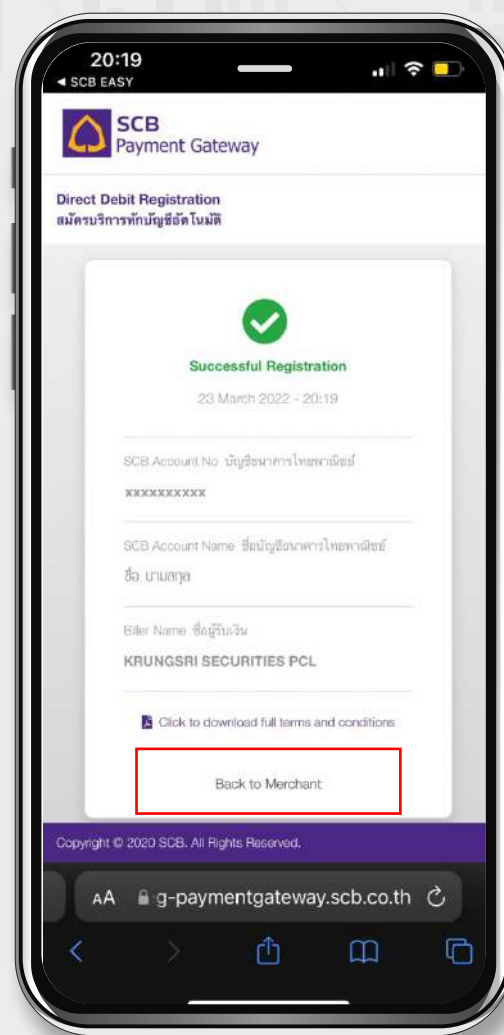 20:19
◄ SCB EASY
SCB
Payment Gateway
Direct Debit Registration
สมัครบริการหักบัญชีอัตโนมัติ
Successful Registration
23 March 2022 - 20:19
SCB Account No บัญชีธนาคารไทยพาณิชย์
xxxxxxxxxx
SCB Account Name ชื่อบัญชีธนาคารไทยพาณิชย์
ชื่อ นามสกุล
Biller Name ชื่อผู้รับเงิน
KRUNGSRI SECURITIES PCL
Click to download full terms and conditions
Back to Merchant
Copyright © 2020 SCB. All Rights Reserved.
AA g-paymentgateway.scb.co.th